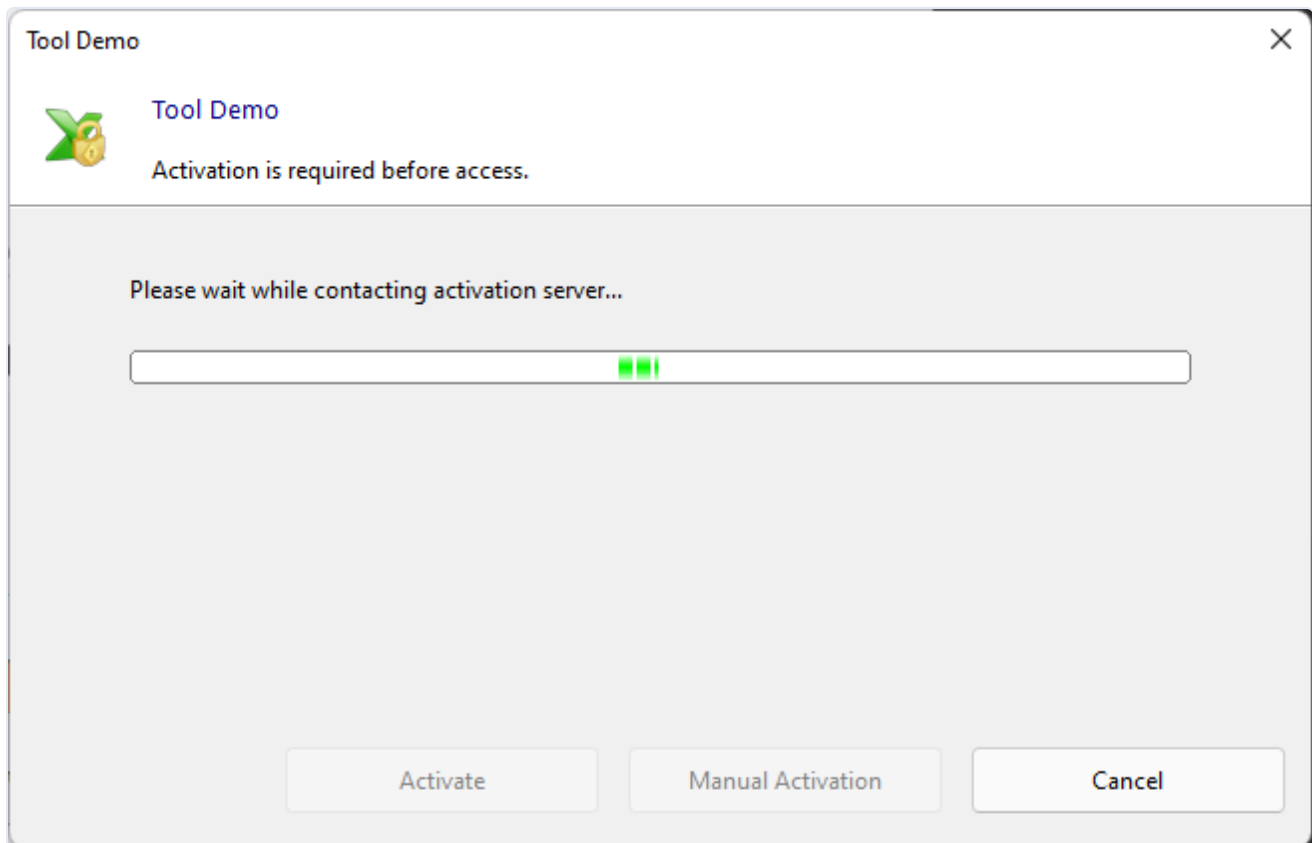 Tool Demo
Tool Demo
Activation is required before access.
Please wait while contacting activation server...
Activate
Manual Activation
Cancel